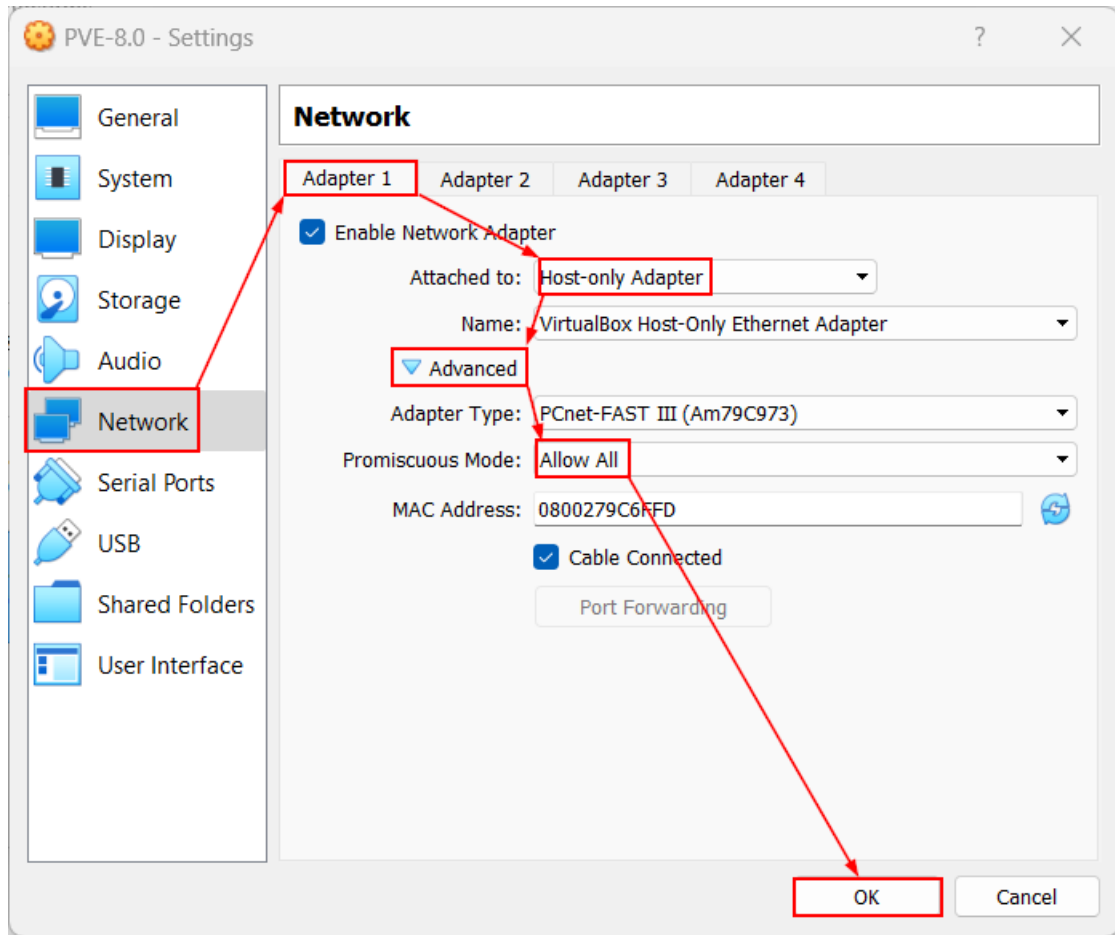 PVE-8.0 - Settings
?
General
System
Display
Storage
Audio
Network
Serial Ports
USB
Shared Folders
User Interface
Network
Adapter 1 Adapter 2 Adapter 3 Adapter 4
Enable Network Adapter
Attached to: Host-only Adapter
Name: VirtualBox Host-Only Ethernet Adapter
Advanced
Adapter Type: PCnet-FAST III (Am79C973)
Promiscuous Mode: Allow All
MAC Address: 0800279C6FFD
Cable Connected
Port Forwarding
OK Cancel